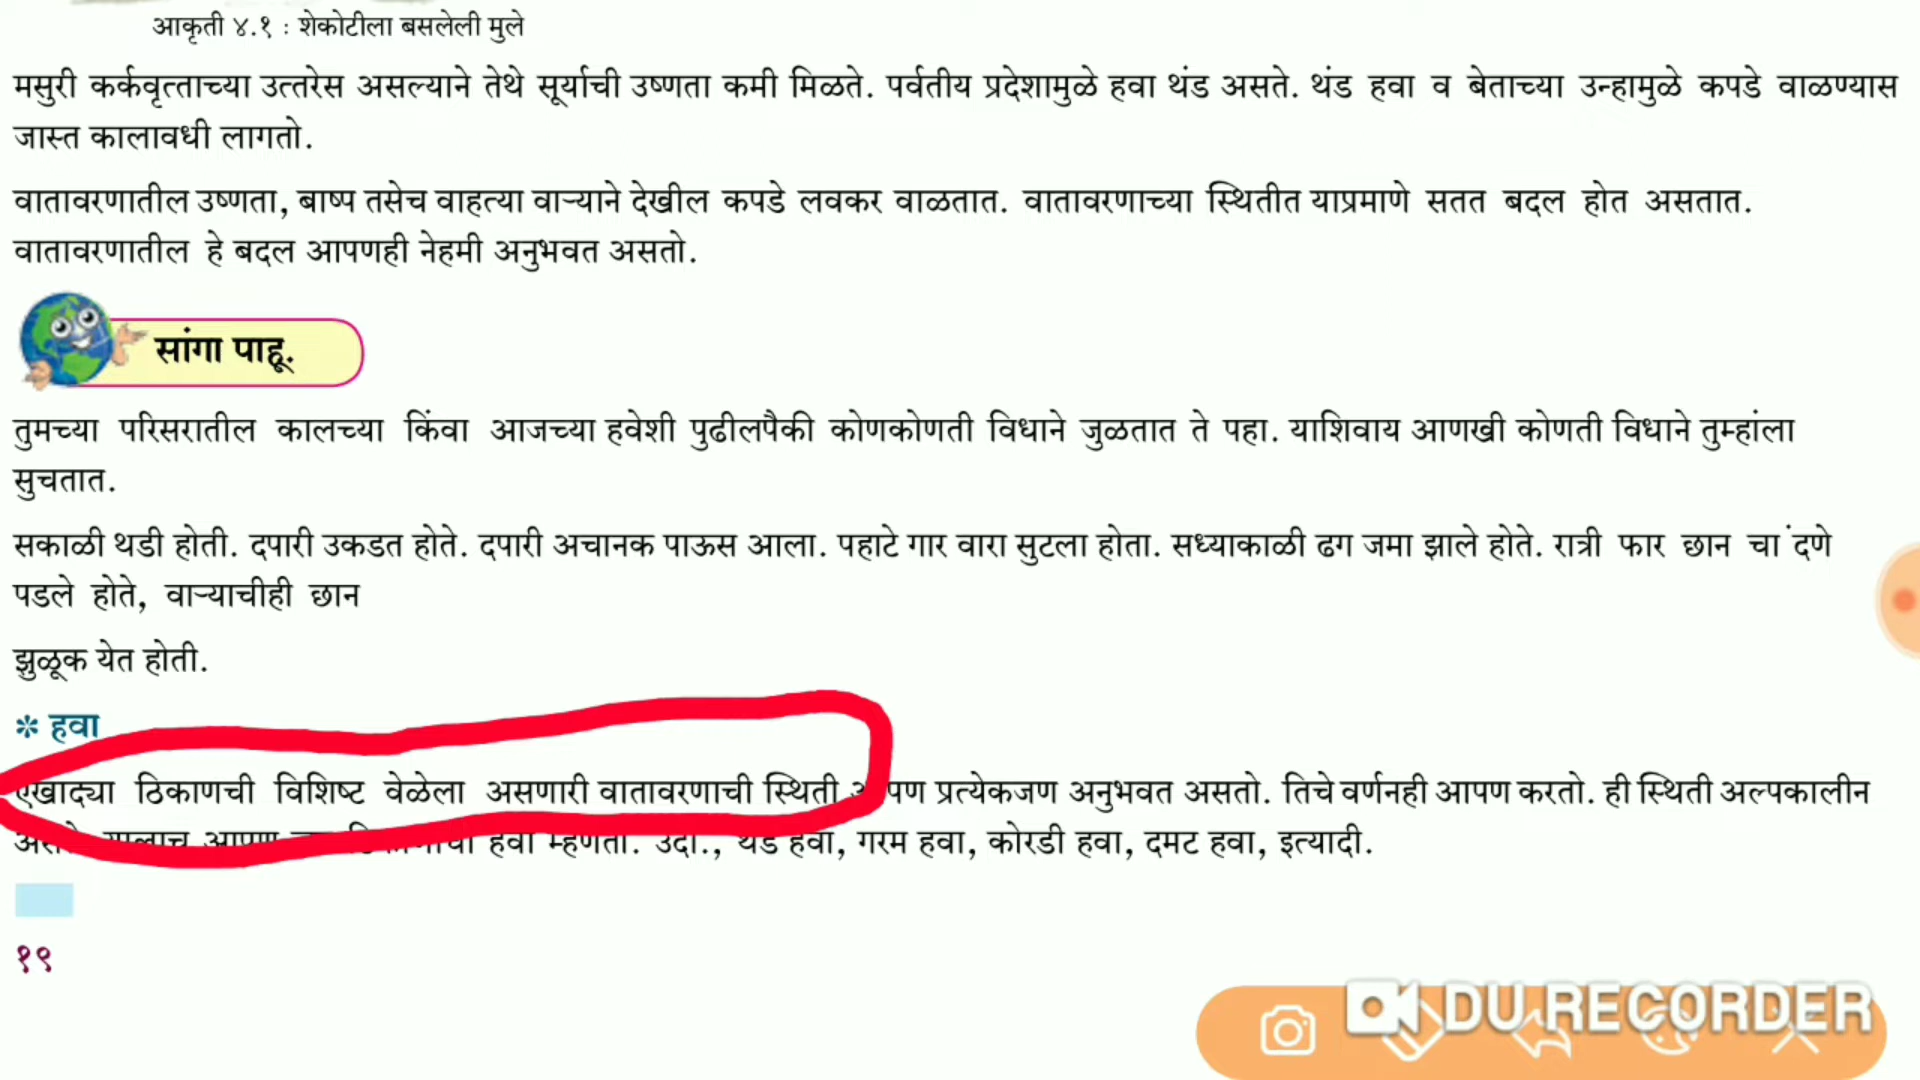 आकृती ४.१ : शेकोटीला बसलेली मुले
मसुरी कर्कवृत्ताच्या उत्तरेस असल्याने तेथे सूर्याची उष्णता कमी मिळते. पर्वतीय प्रदेशामुळे हवा थंड असते. थंड हवा व बेताच्या उन्हामुळे कपडे वाळण्यास
जास्त कालावधी लागतो.
वातावरणातील उष्णता, बाष्प तसेच वाहत्या वाऱ्याने देखील कपडे लवकर वाळतात. वातावरणाच्या स्थितीत याप्रमाणे सतत बदल होत असतात.
वातावरणातील हे बदल आपणही नेहमी अनुभवत असतो.
सांगा पाहू.
तुमच्या परिसरातील कालच्या किंवा आजच्या हवेशी पुढीलपैकी कोणकोणती विधाने जुळतात ते पहा. याशिवाय आणखी कोणती विधाने तुम्हांला
सुचतात.
सकाळी थडी होती. दपारी उकडत होते. दपारी अचानक पाऊस आला. पहाटे गार वारा सुटला होता. सध्याकाळी ढग जमा झाले होते. रात्री फार छान चा ंदणे
पडले होते, वाऱ्याचीही छान
झुळूक येत होती.
* हवा
एखाद्या ठिकाणची विशिष्ट वेळेला असणारी वातावरणाची स्थिती आपण प्रत्येकजण अनुभवत असतो. तिचे वर्णनही आपण करतो. ही स्थिती अल्पकालीन
आपण हवा म्हणतो. उदा., थंड हवा, गरम हवा, कोरडी हवा, दमट हवा, इत्यादी.
१९
DU RECORDER